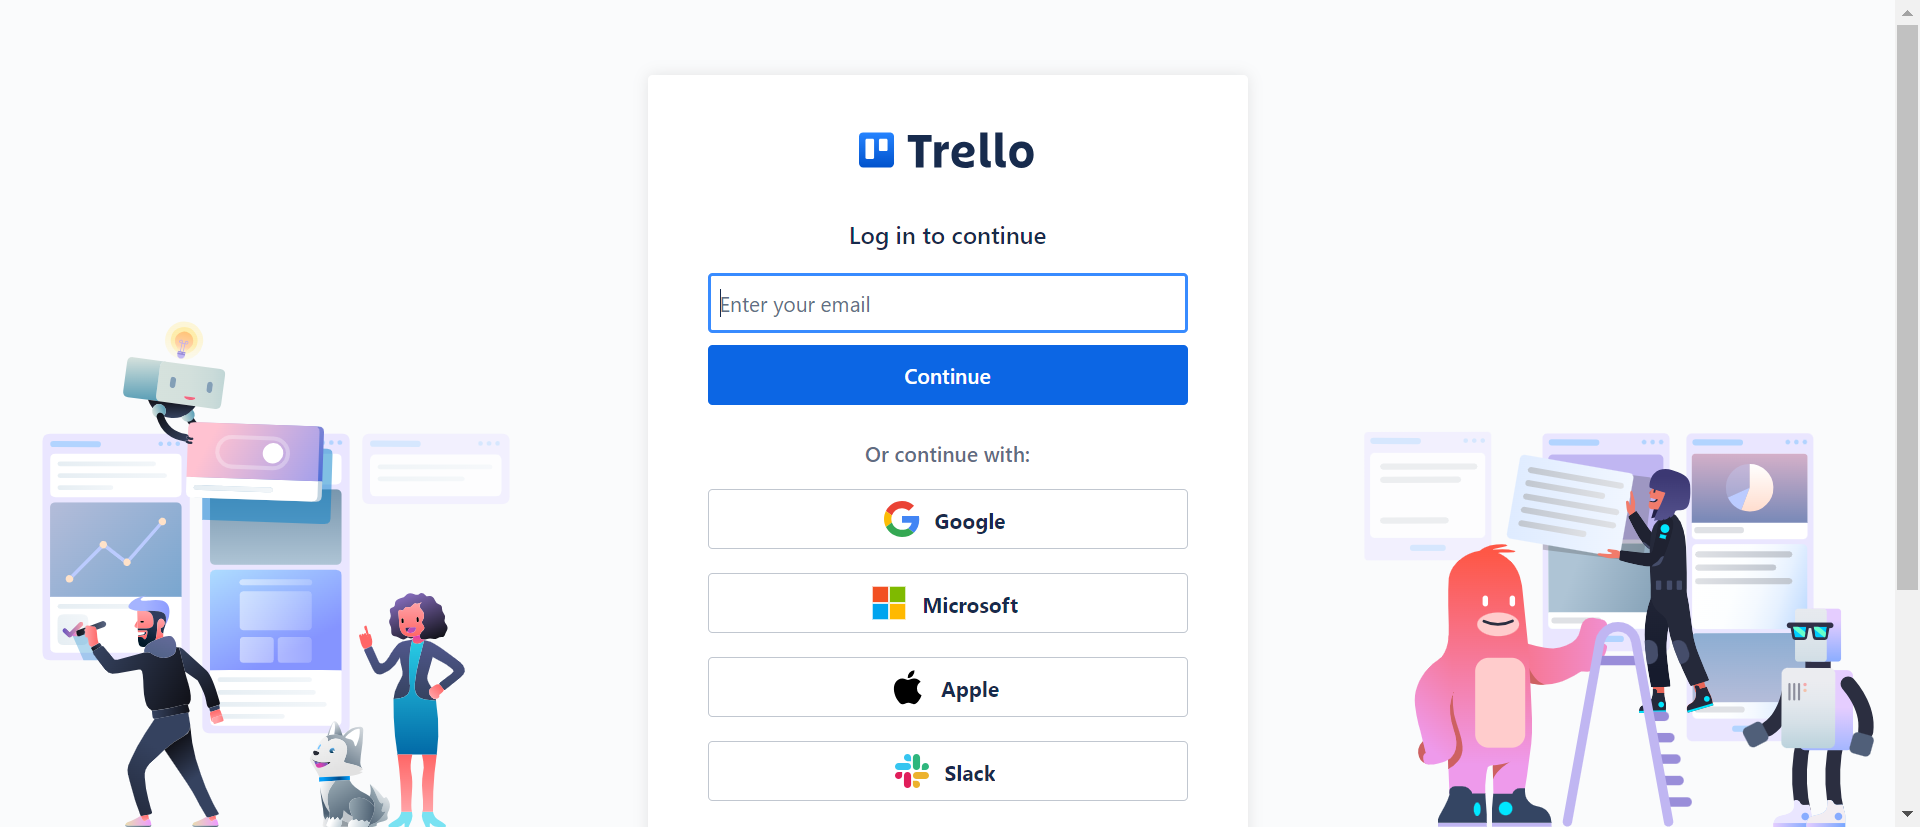 Trello
Log in to continue
Enter your email
Continue
Or continue with:
Google
Microsoft
Apple
Slack